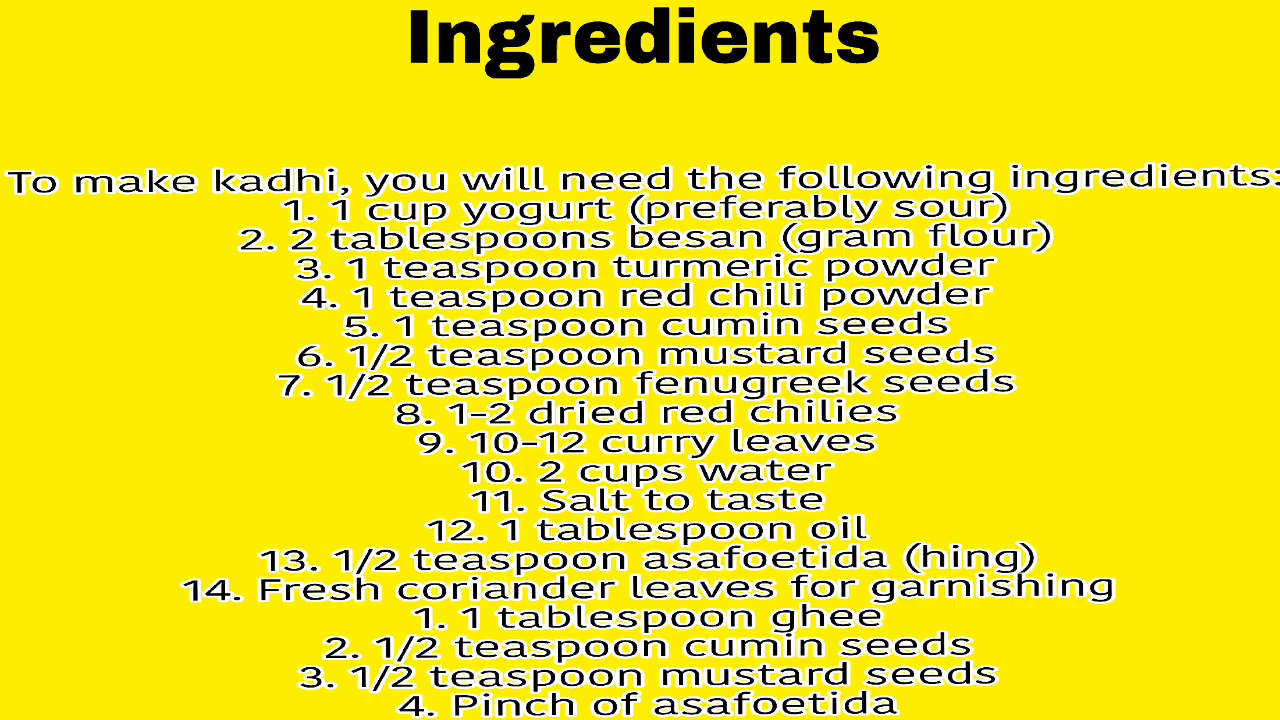 Ingredients
To make kadhi, you will need the following ingredients:
1. 1 cup yogurt (preferably sour)
2. 2 tablespoons besan (gram flour)
3. 1 teaspoon turmeric powder
4. 1 teaspoon red chili powder
5. 1 teaspoon cumin seeds
6. 1/2 teaspoon mustard seeds
7. 1/2 teaspoon fenugreek seeds
8. 1-2 dried red chilies
9. 10-12 curry leaves
10. 2 cups water
11. Salt to taste
12. 1 tablespoon oil
13. 1/2 teaspoon asafoetida (hing)
14. Fresh coriander leaves for garnishing
1. 1 tablespoon ghee
2. 1/2 teaspoon cumin seeds
3. 1/2 teaspoon mustard seeds
4. Pinch of asafoetida